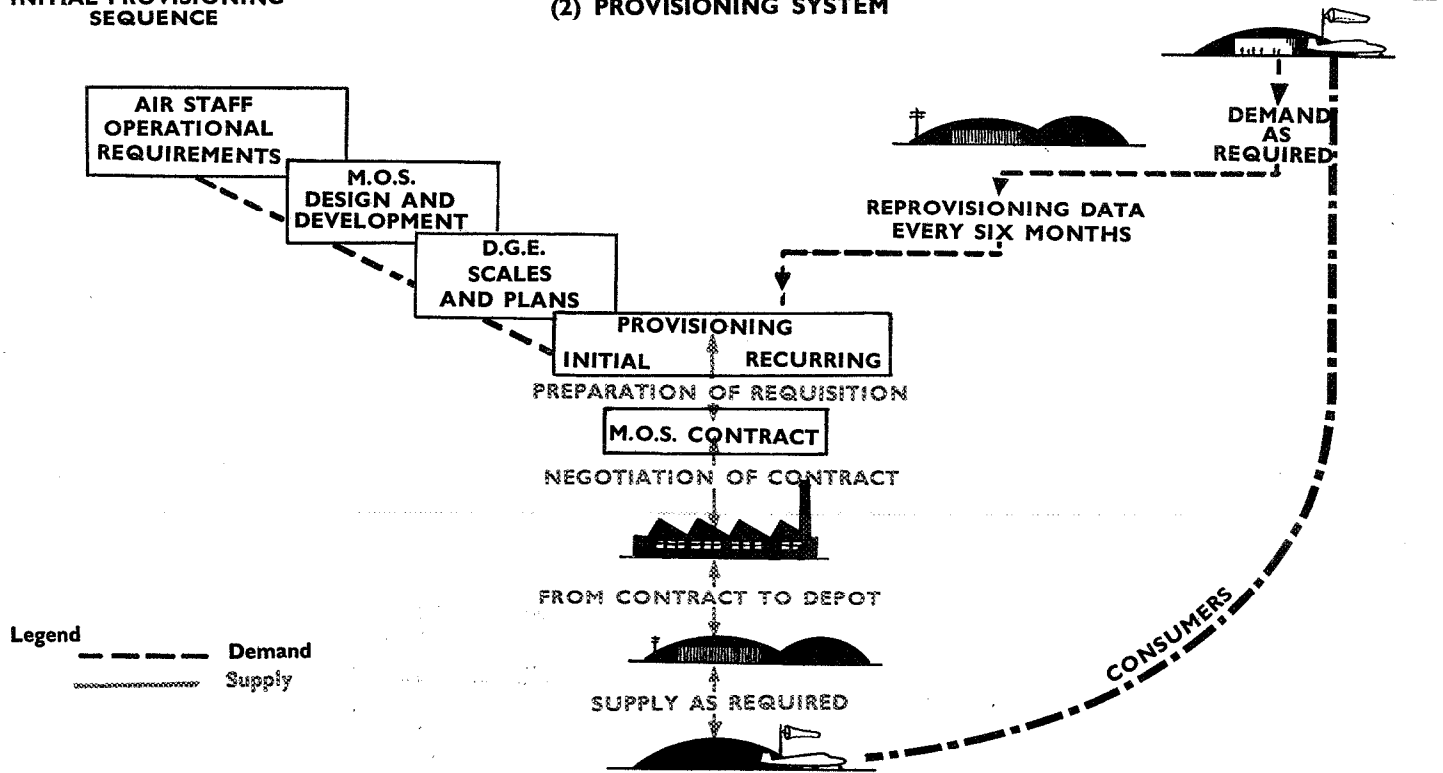 INITIAL PROVISIONING
SEQUENCE
(2) PROVISIONING SYSTEM
AIR STAFF
OPERATIONAL
REQUIREMENTS
M.O.S.
DESIGN AND
DEVELOPMENT
D.G.E.
SCALES
AND PLANS
DEMAND
AS
REQUIRED
REPROVISIONING DATA
EVERY SIX MONTHS
PROVISIONING
INITIAL RECURRING
PREPARATION OF REQUISITION
M.O.S. CONTRACT
NEGOTIATION OF CONTRACT
FROM CONTRACT TO DEPOT
SUPPLY AS REQUIRED
CONSUMERS
Legend
Demand
Supply